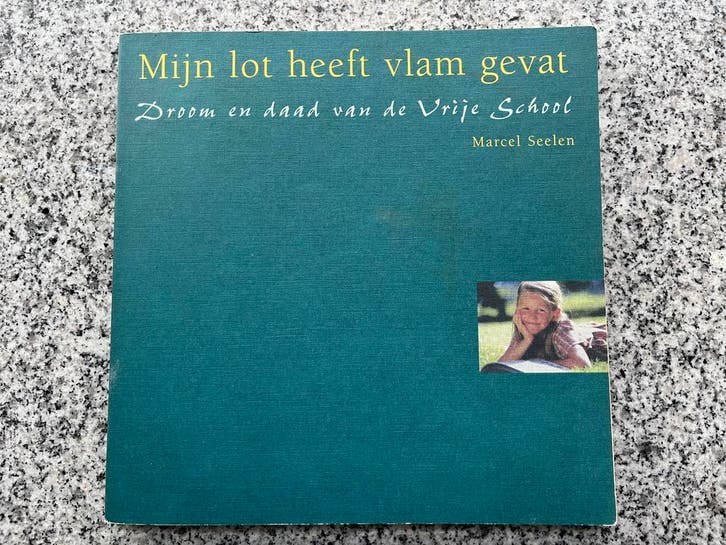 Mijn lot heeft vlam gevat
Droom en daad van de Vrije School
Marcel Seelen